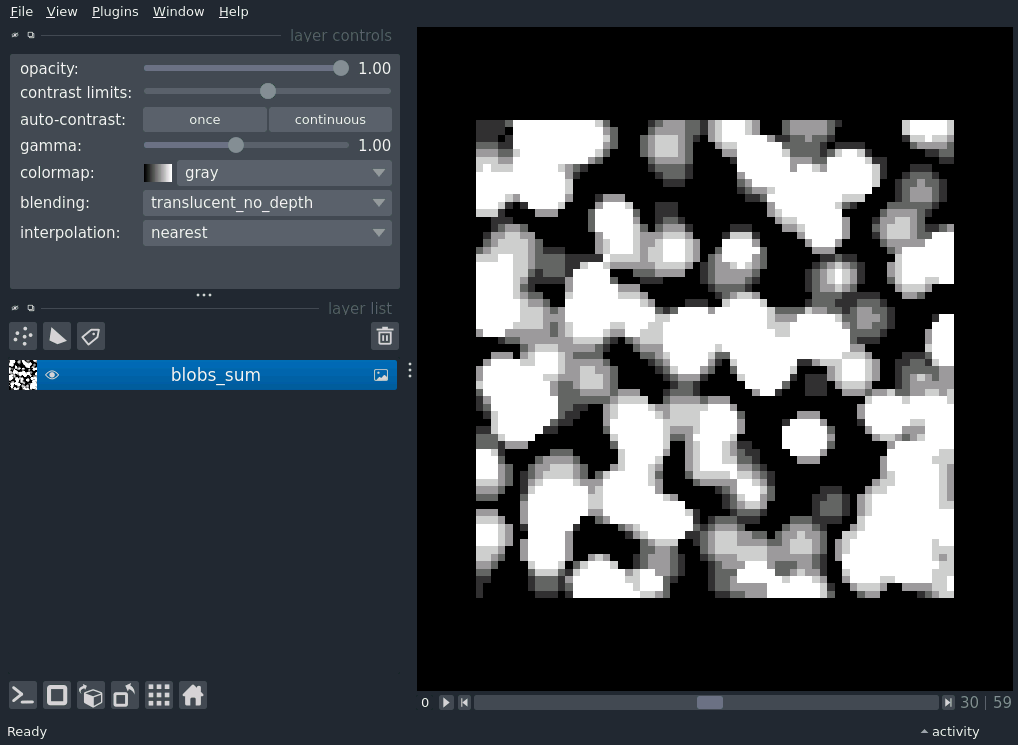 File View Plugins Window Help
layer controls
opacity: 1.00
contrast limits:
auto-contrast: once continuous
gamma: 1.00
colormap: gray
blending: translucent_no_depth
interpolation: nearest
layer list
blobs_sum
0 30 | 59
Ready activity